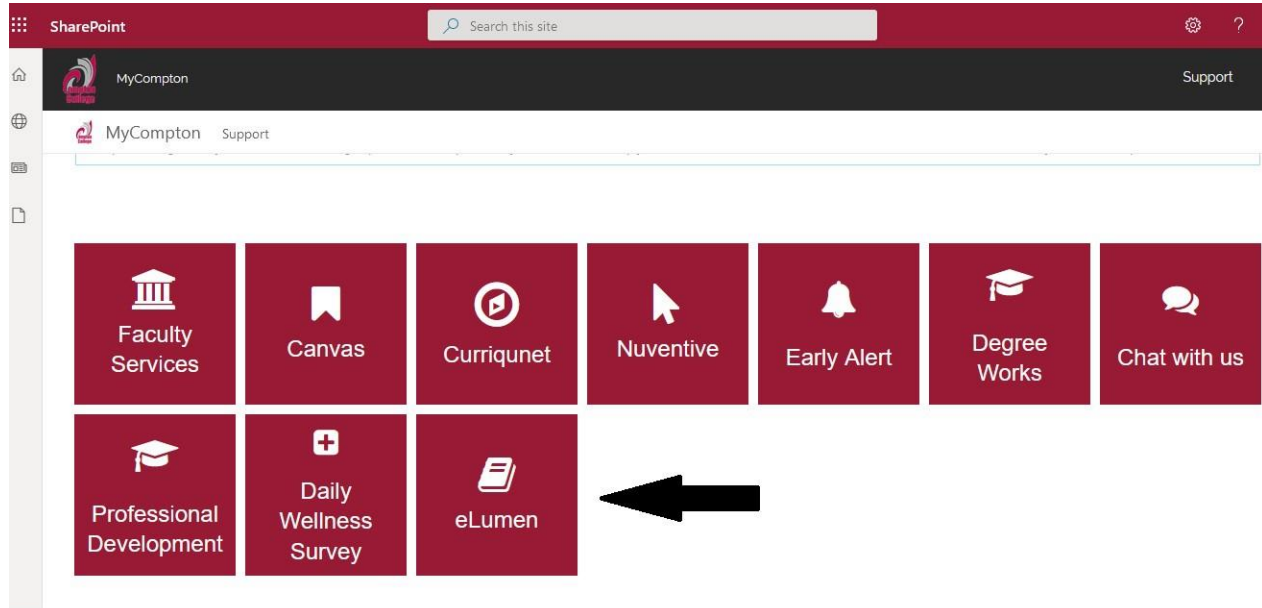 SharePoint
Search this site
?
MyCompton
Support
MyCompton Support
Faculty
Services
Canvas
Curriqunet
Nuventive
Early Alert
Degree
Works
Chat with us
Professional
Development
Daily
Wellness
Survey
eLumen